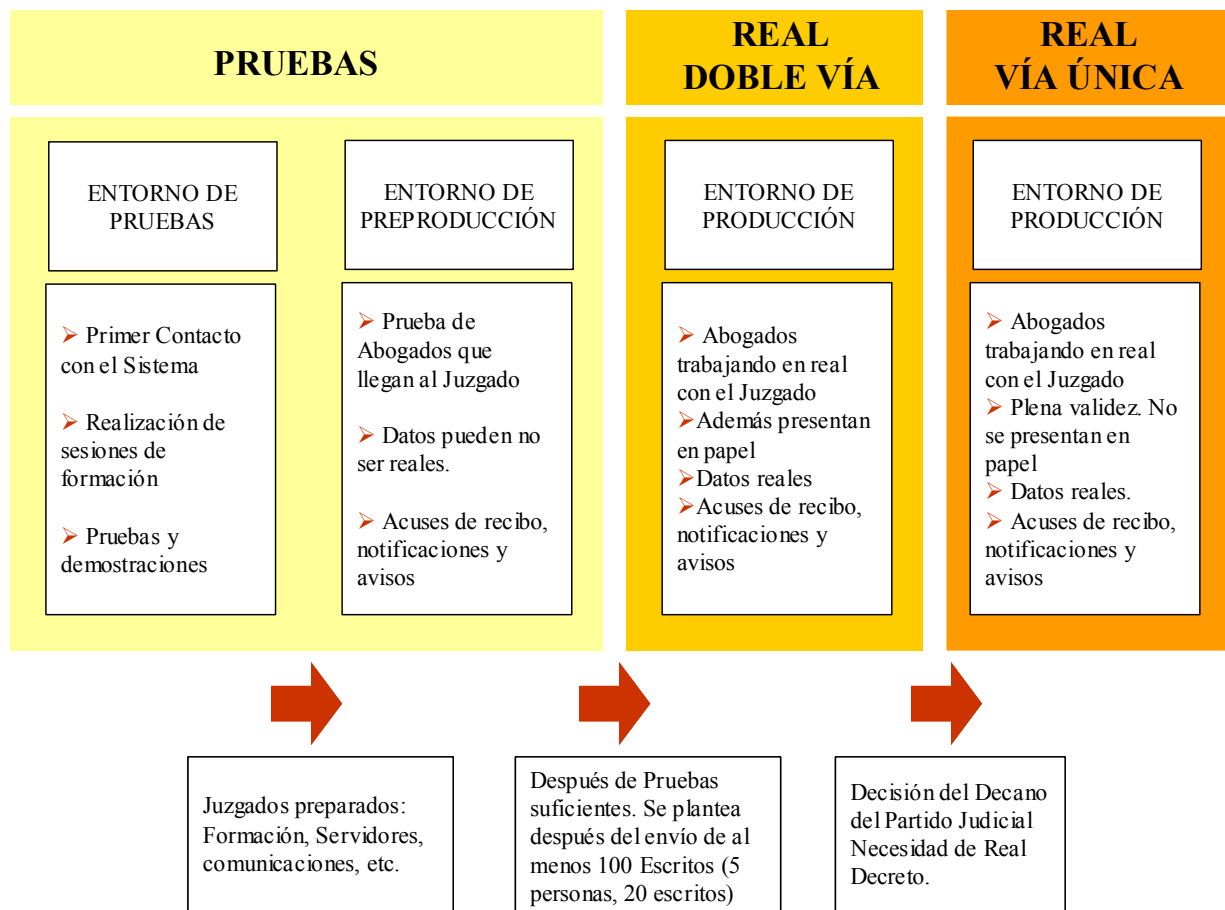 PRUEBAS
REAL
DOBLE VÍA
REAL
VÍA ÚNICA
ENTORNO DE
PRUEBAS
ENTORNO DE
PREPRODUCCIÓN
ENTORNO DE
PRODUCCIÓN
ENTORNO DE
PRODUCCIÓN
➢ Primer Contacto
con el Sistema
➢ Realización de
sesiones de
formación
➢ Pruebas y
demostraciones
➢ Prueba de
Abogados que
llegan al Juzgado
➢ Datos pueden no
ser reales.
➢ Acuses de recibo,
notificaciones y
avisos
➢ Abogados
trabajando en real
con el Juzgado
➢Además presentan
en papel
➢Datos reales
➢Acuses de recibo,
notificaciones y
avisos
➢ Abogados
trabajando en real
con el Juzgado
➢ Plena validez. No
se presentan en
papel
➢ Datos reales.
➢ Acuses de recibo,
notificaciones y
avisos
Juzgados preparados:
Formación, Servidores,
comunicaciones, etc.
Después de Pruebas
suficientes. Se plantea
después del envío de al
menos 100 Escritos (5
personas, 20 escritos)
Decisión del Decano
del Partido Judicial
Necesidad de Real
Decreto.